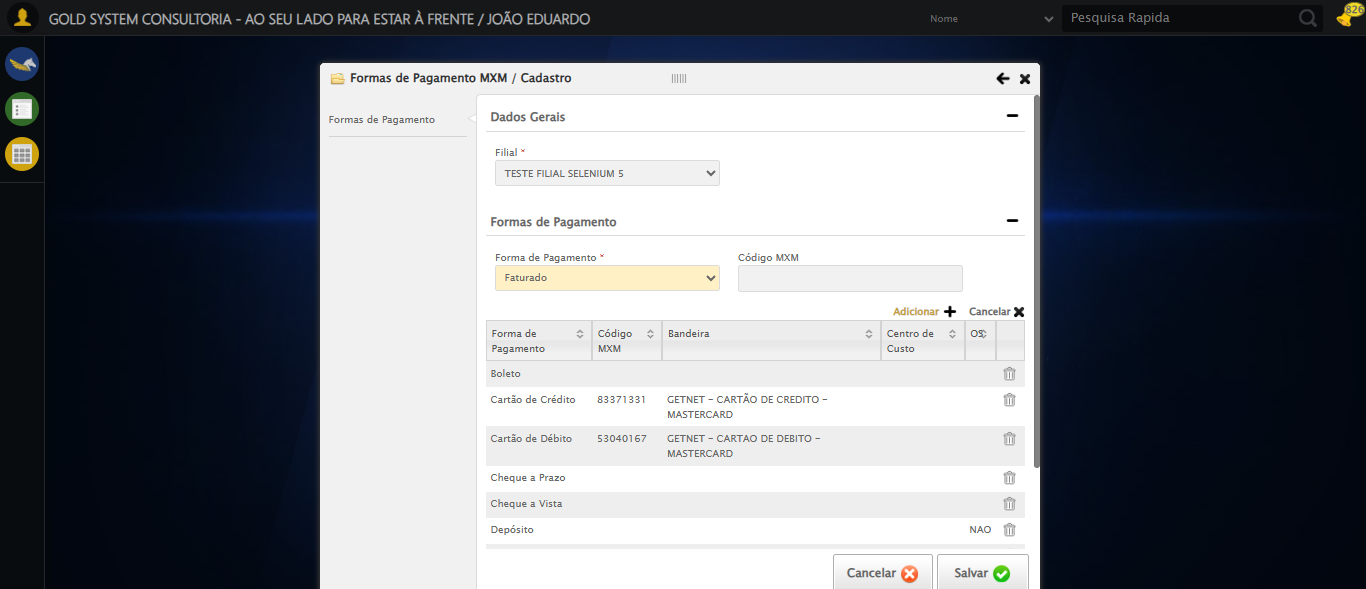 GOLD SYSTEM CONSULTORIA - AO SEU LADO PARA ESTAR À FRENTE / JOÃO EDUARDO
Nome
Pesquisa Rapida
826
Formas de Pagamento MXM / Cadastro
Formas de Pagamento
Dados Gerais
Filial *
TESTE FILIAL SELENIUM 5
Formas de Pagamento
Forma de Pagamento *
Código MXM
Faturado
Adicionar
Cancelar
Forma de Pagamento
Código MXM
Bandeira
Centro de Custo
OS
Boleto
Cartão de Crédito 83371331 GETNET - CARTÃO DE CREDITO -
MASTERCARD
Cartão de Débito 53040167 GETNET - CARTAO DE DEBITO -
MASTERCARD
Cheque a Prazo
Cheque a Vista
Depósito NAO
Cancelar
Salvar